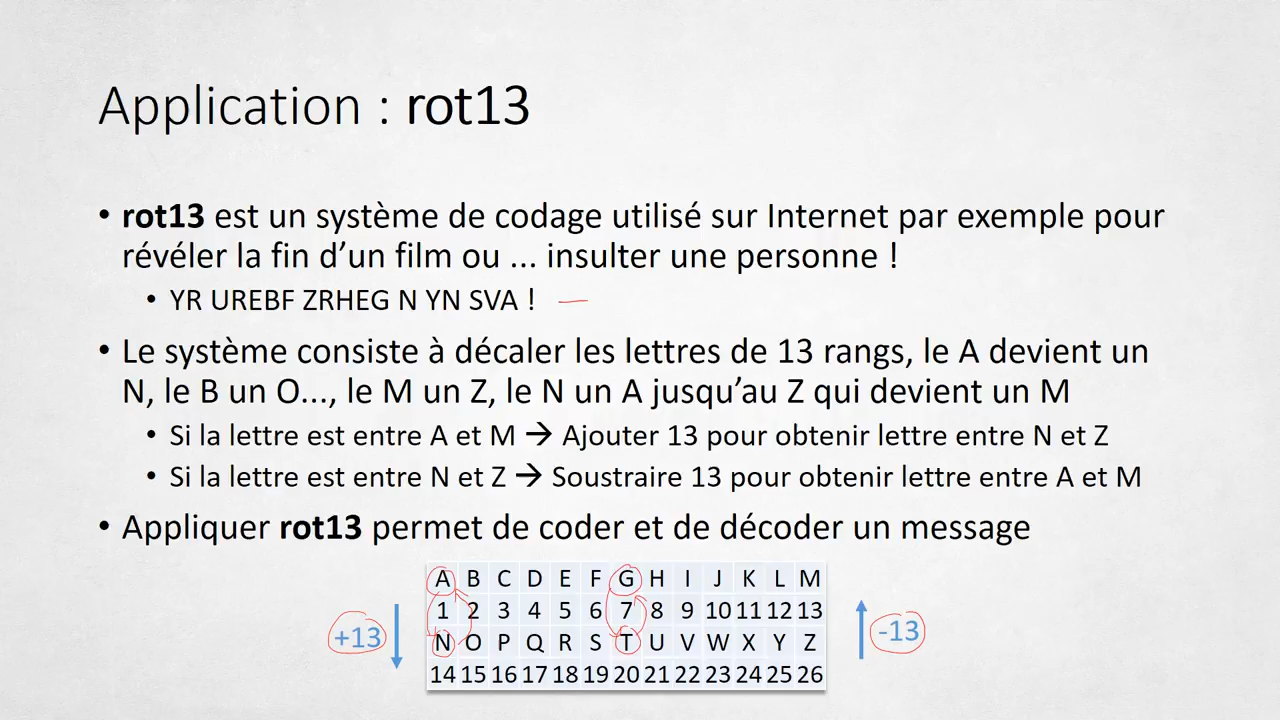 Application : rot13
• rot13 est un système de codage utilisé sur Internet par exemple pour
révéler la fin d’un film ou ... insulter une personne !
• YR UREBF ZRHEG N YN SVA !
• Le système consiste à décaler les lettres de 13 rangs, le A devient un
N, le B un O..., le M un Z, le N un A jusqu’au Z qui devient un M
• Si la lettre est entre A et M → Ajouter 13 pour obtenir lettre entre N et Z
• Si la lettre est entre N et Z → Soustraire 13 pour obtenir lettre entre A et M
• Appliquer rot13 permet de coder et de décoder un message
A B C D E F G H I J K L M
1 2 3 4 5 6 7 8 9 10 11 12 13
+13
N O P Q R S T U V W X Y Z
14 15 16 17 18 19 20 21 22 23 24 25 26
-13